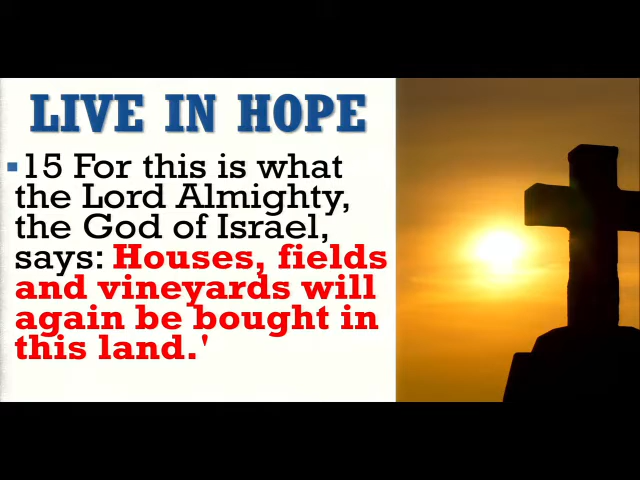 LIVE IN HOPE
▪15 For this is what
the Lord Almighty,
the God of Israel,
says: Houses, fields
and vineyards will
again be bought in
this land.'